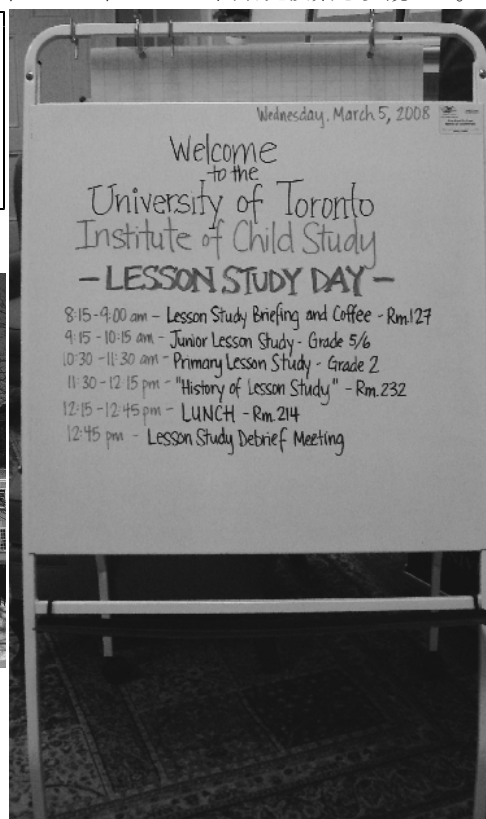 Wednesday. March 5, 2008
Welcome
to the
University of Toronto
Institute of Child Study
- LESSON STUDY DAY -
8:15-9:00 am - Lesson Study Briefing and Coffee - Rm.127
9:15 - 10:15 am - Junior Lesson Study - Grade 5/6
10:30 - 11:30 am - Primary Lesson Study - Grade 2
11:30 - 12 15 pm - "History of Lesson Study" - Rm.232
12:15 - 12:45 pm - LUNCH - Rm.214
12:45 pm - Lesson Study Debrief Meeting